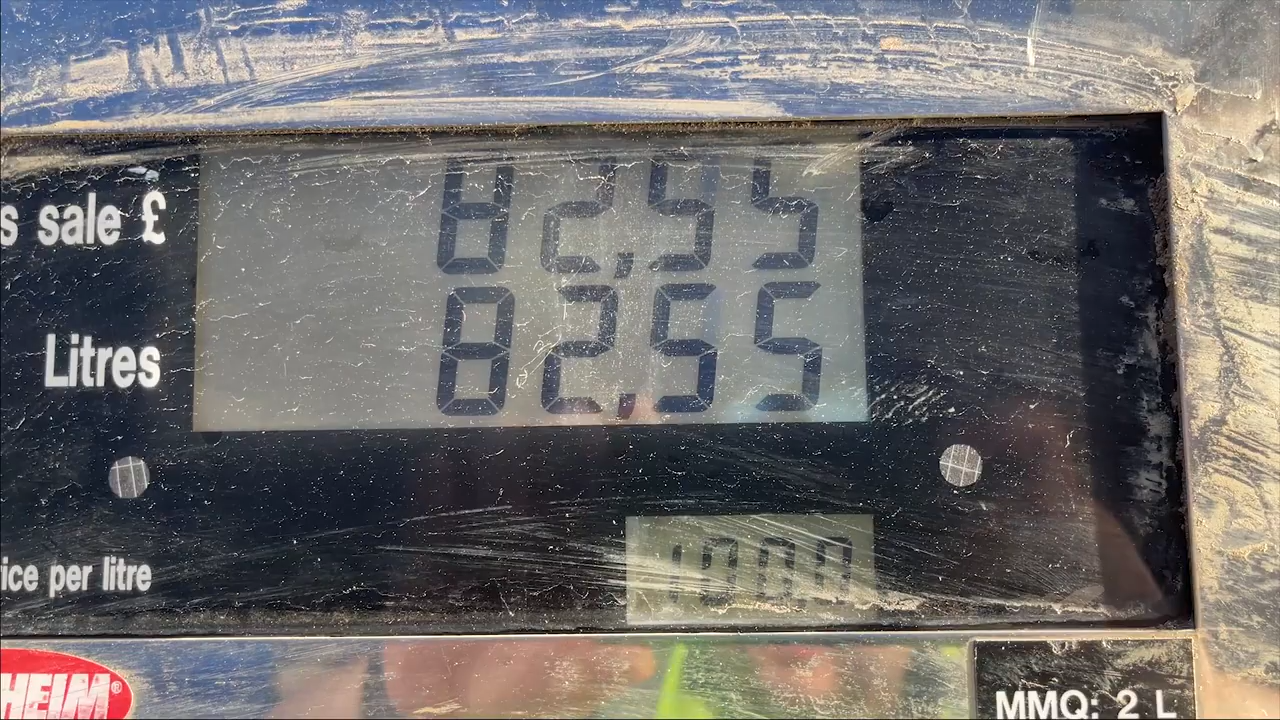 s sale £ 82,55
Litres 82,55
ice per litre 100.0
HEIM®
MMQ: 2 L